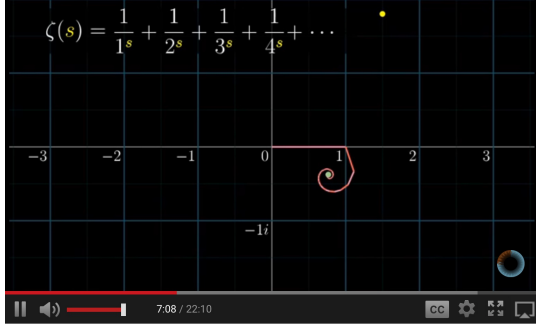 ζ(s) = 1/1^s + 1/2^s + 1/3^s + 1/4^s + ⋯
−3 −2 −1 0 1 2 3
−1i
7:08 / 22:10 CC